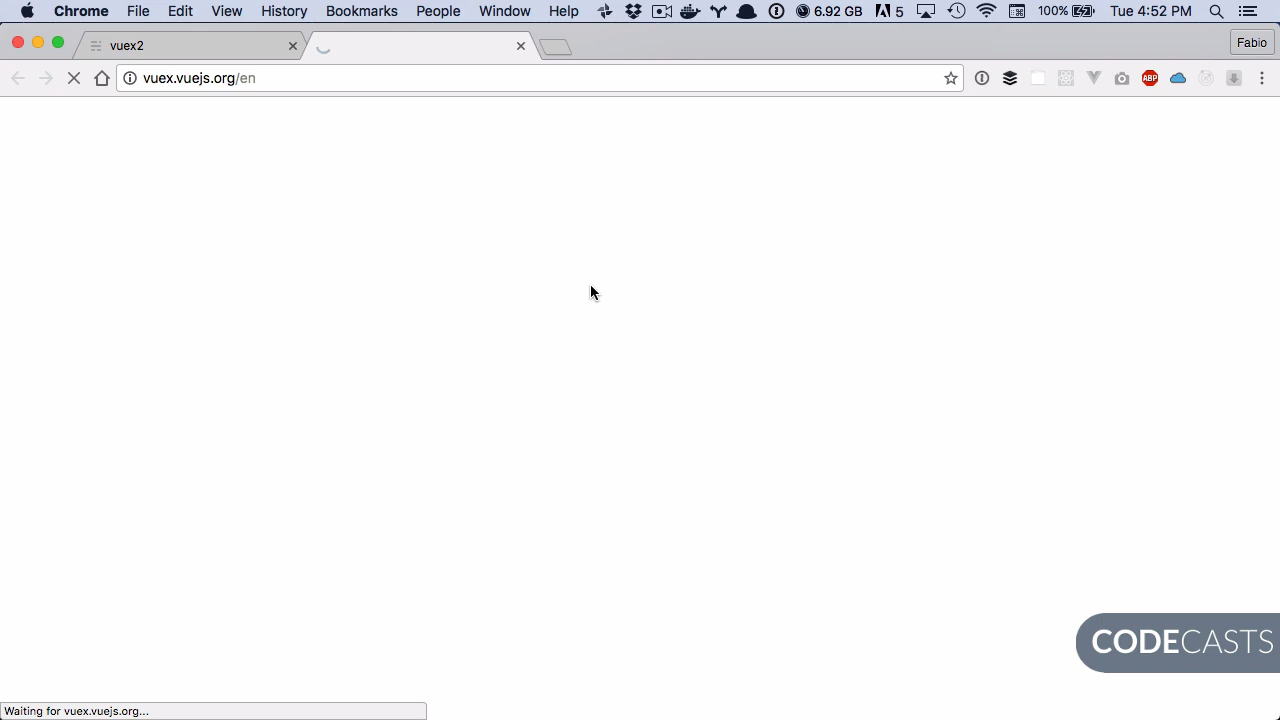 Chrome File Edit View History Bookmarks People Window Help 6.92 GB 5 100% Tue 4:52 PM
vuex2 Fabio
vuex.vuejs.org/en ABP
CODECASTS
Waiting for vuex.vuejs.org...